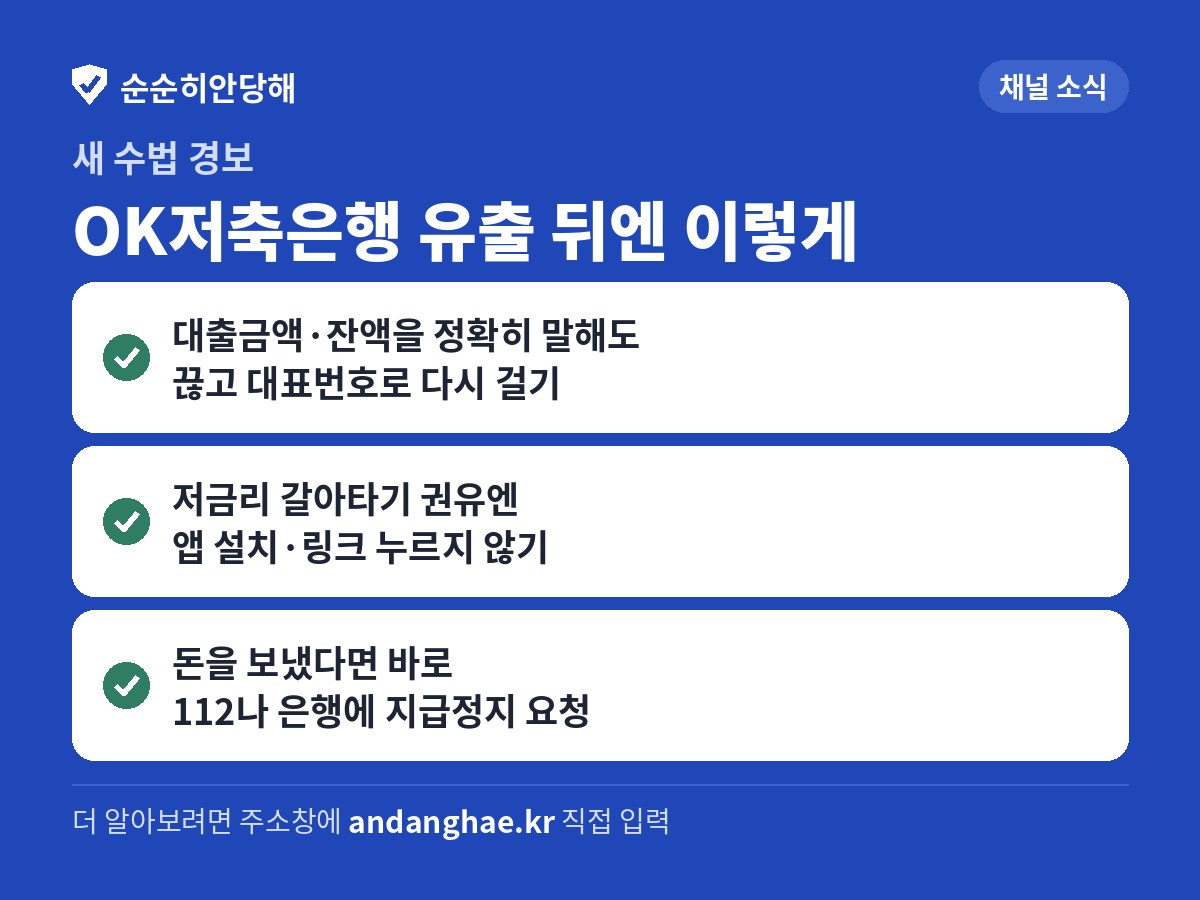 순순히안당해
채널 소식
새 수법 경보
OK저축은행 유출 뒤엔 이렇게
대출금액·잔액을 정확히 말해도
끊고 대표번호로 다시 걸기
저금리 갈아타기 권유엔
앱 설치·링크 누르지 않기
돈을 보냈다면 바로
112나 은행에 지급정지 요청
더 알아보려면 주소창에 andanghae.kr 직접 입력